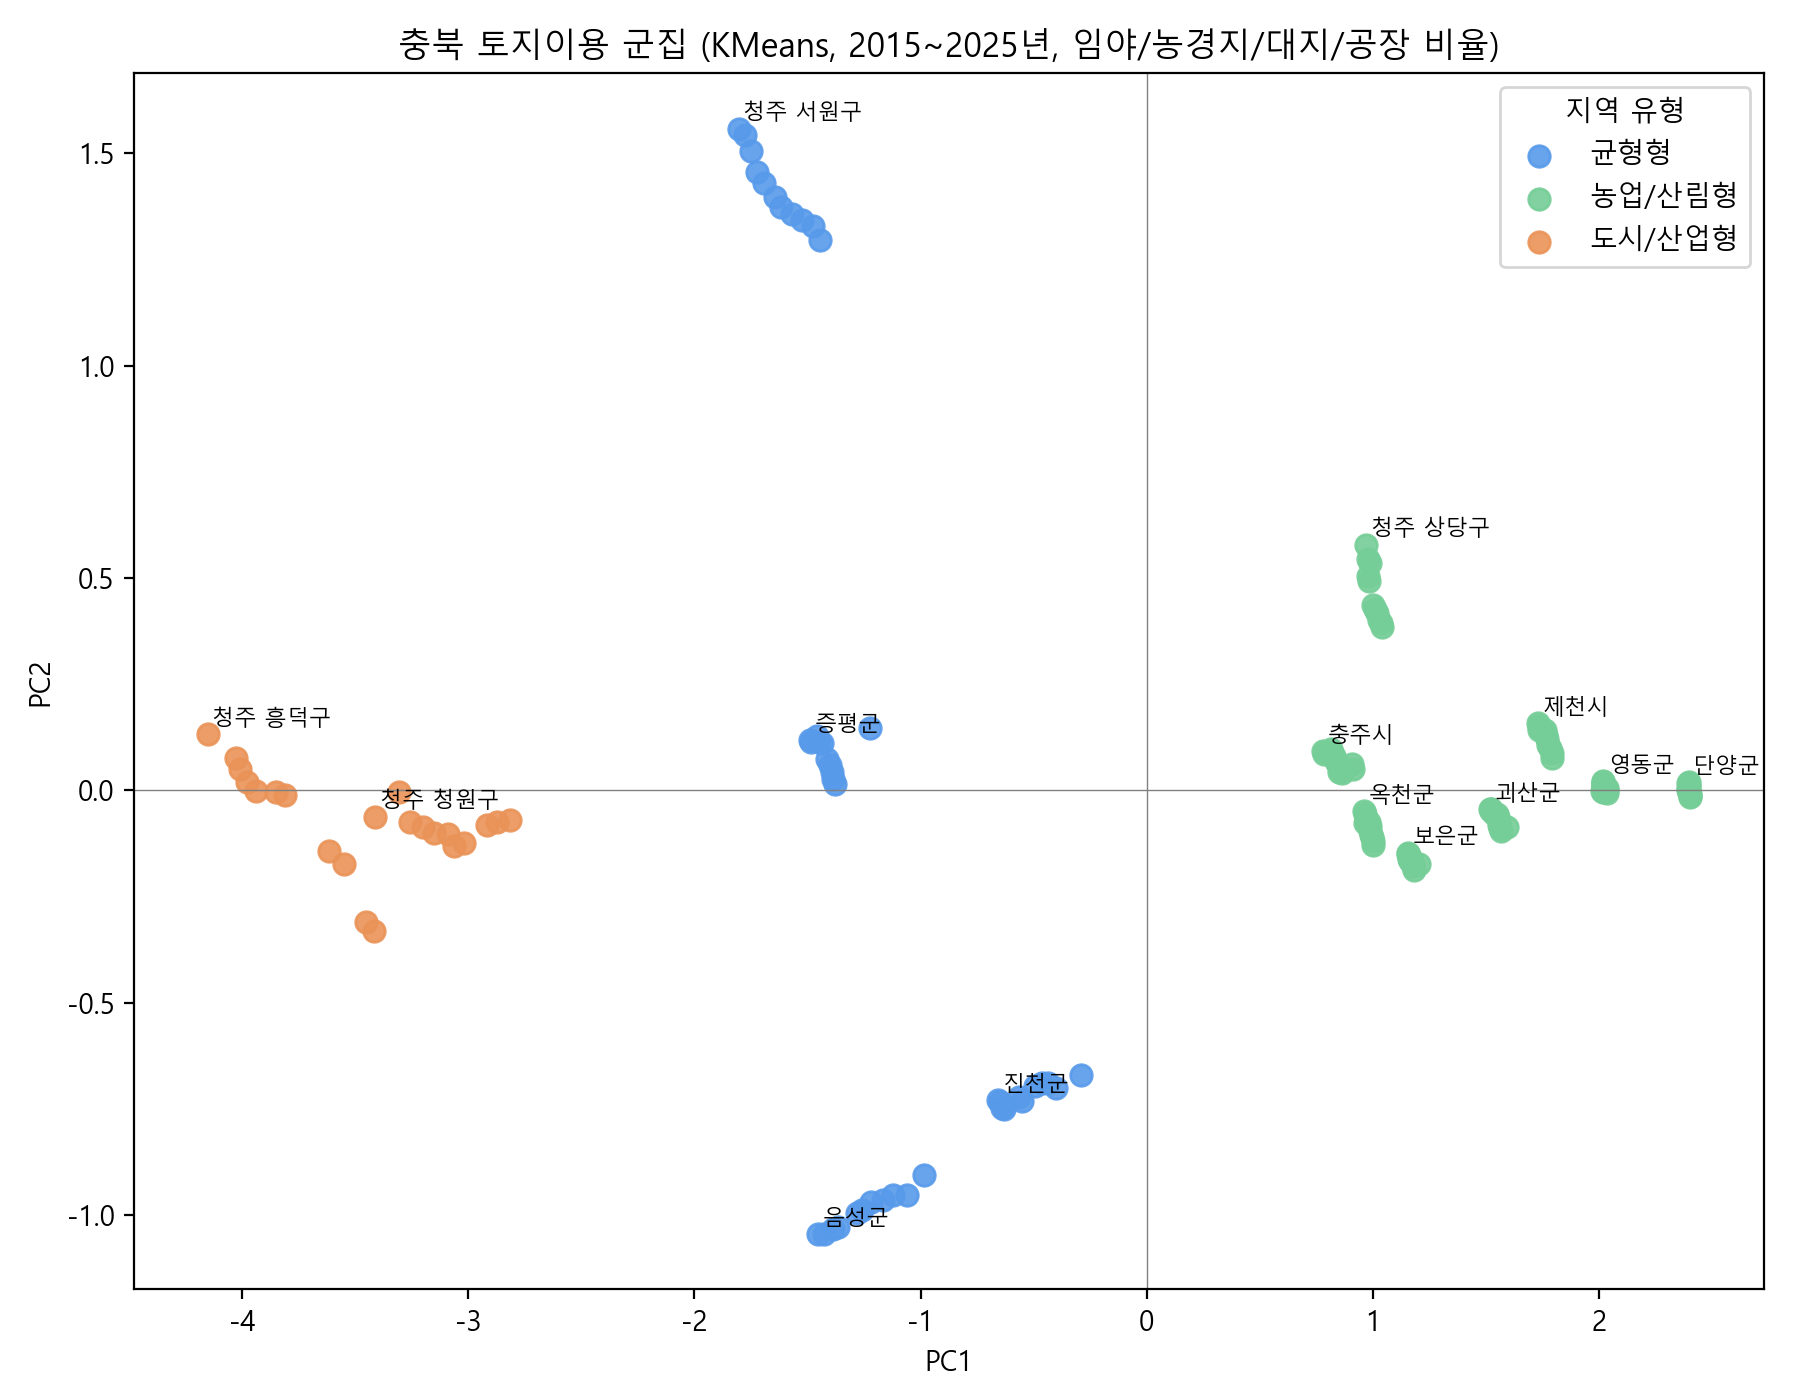 충북 토지이용 군집 (KMeans, 2015~2025년, 임야/농경지/대지/공장 비율)
지역 유형
균형형
농업/산림형
도시/산업형
청주 서원구
청주 상당구
청주 흥덕구
증평군
제천시
충주시
영동군
단양군
청주 청원구
옥천군
괴산군
보은군
진천군
음성군
1.5
1.0
0.5
0.0
-0.5
-1.0
PC2
-4
-3
-2
-1
0
1
2
PC1